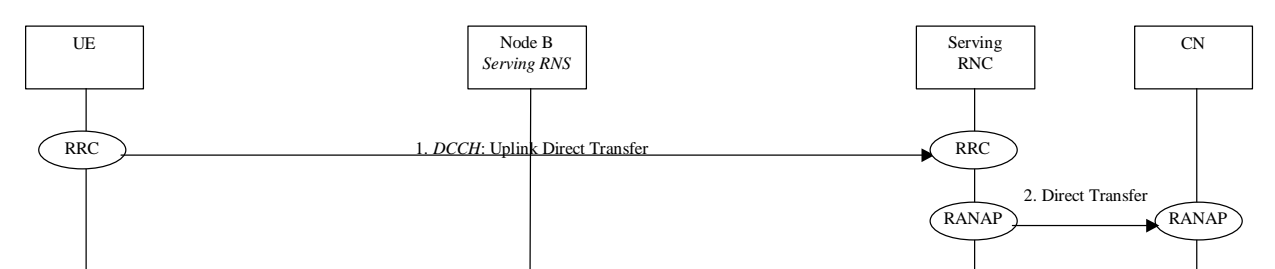 UE
Node B
Serving RNS
Serving
RNC
CN
RRC
1. DCCH: Uplink Direct Transfer
RRC
2. Direct Transfer
RANAP
RANAP